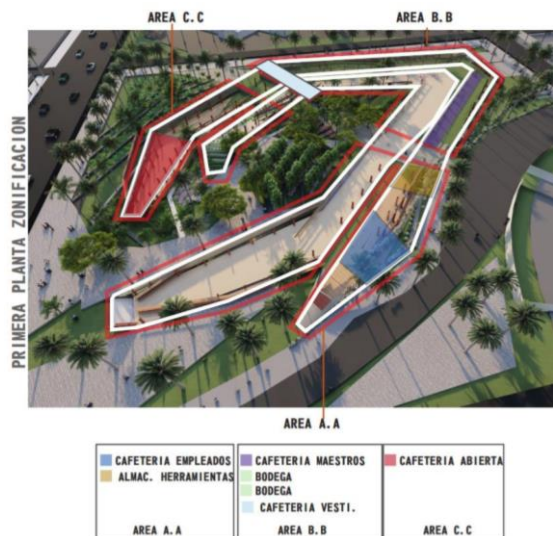 AREA C.C
AREA B.B
PRIMERA PLANTA ZONIFICACION
AREA A.A
CAFETERIA EMPLEADOS
ALMAC. HERRAMIENTAS
AREA A.A
CAFETERIA MAESTROS
BODEGA
BODEGA
CAFETERIA VESTI.
AREA B.B
CAFETERIA ABIERTA
AREA C.C